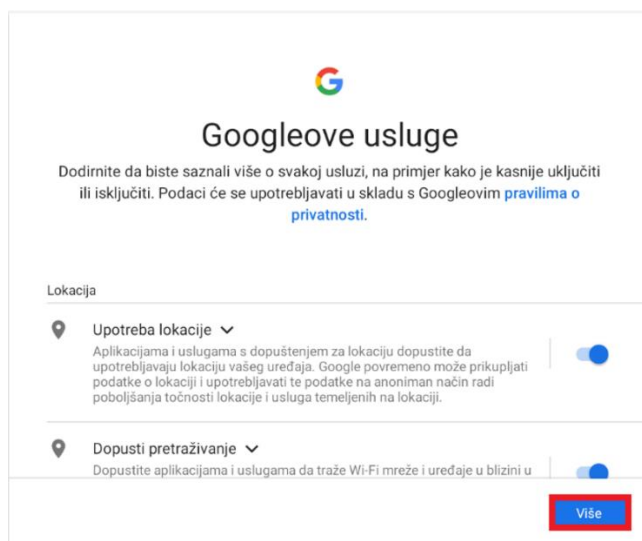 Googleove usluge
Dodirnite da biste saznali više o svakoj usluzi, na primjer kako je kasnije uključiti
ili isključiti. Podaci će se upotrebljavati u skladu s Googleovim pravilima o
privatnosti.
Lokacija
Upotreba lokacije
Aplikacijama i uslugama s dopuštenjem za lokaciju dopustite da
upotrebljavaju lokaciju vašeg uređaja. Google povremeno može prikupljati
podatke o lokaciji i upotrebljavati te podatke na anoniman način radi
poboljšanja točnosti lokacije i usluga temeljenih na lokaciji.
Dopusti pretraživanje
Dopustite aplikacijama i uslugama da traže Wi-Fi mreže i uređaje u blizini u
Više